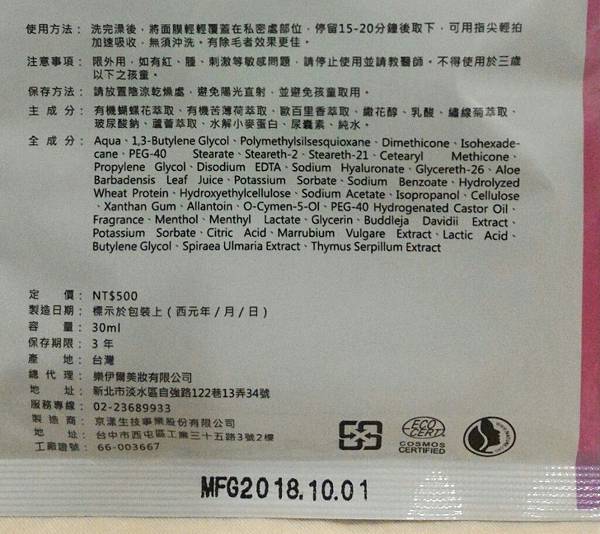 使用方法：洗完澡後，將面膜輕輕覆蓋在私密處部位，停留15-20分鐘後取下，可用指尖輕拍
加速吸收，無須沖洗。有除毛者效果更佳。
注意事項：限外用，如有紅、腫、刺激等敏感問題，請停止使用並請教醫師。不得使用於三歲
以下之孩童。
保存方法：請放置陰涼乾燥處，避免陽光直射，並避免孩童取用。
主成分：有機蝴蝶花萃取、有機苦薄荷萃取、歐百里香萃取、繖花醇、乳酸、繡線菊萃取、
玻尿酸鈉、蘆薈萃取、水解小麥蛋白、尿囊素、純水。
全成分：Aqua、1,3-Butylene Glycol、Polymethylsilsesquioxane、Dimethicone、Isohexade-
cane、PEG-40 Stearate、Steareth-2、Steareth-21、Cetearyl Methicone、
Propylene Glycol、Disodium EDTA、Sodium Hyaluronate、Glycereth-26、Aloe
Barbadensis Leaf Juice、Potassium Sorbate、Sodium Benzoate、Hydrolyzed
Wheat Protein、Hydroxyethylcellulose、Sodium Acetate、Isopropanol、Cellulose
、Xanthan Gum、Allantoin、O-Cymen-5-Ol、PEG-40 Hydrogenated Castor Oil、
Fragrance、Menthol、Menthyl Lactate、Glycerin、Buddleja Davidii Extract、
Potassium Sorbate、Citric Acid、Marrubium Vulgare Extract、Lactic Acid、
Butylene Glycol、Spiraea Ulmaria Extract、Thymus Serpillum Extract
定價：NT$500
製造日期：標示於包裝上（西元年/月/日）
容量：30ml
保存期限：3 年
產地：台灣
總代理：樂伊爾美妝有限公司
地址：新北市淡水區自強路122巷13弄34號
服務專線：02-23689933
製造商：京漾生技事業股份有限公司
地址：台中市西屯區工業三十五路3號2樓
工廠證號：66-003667
ECO
CERT
COSMOS
CERTIFIED
MFG2018.10.01